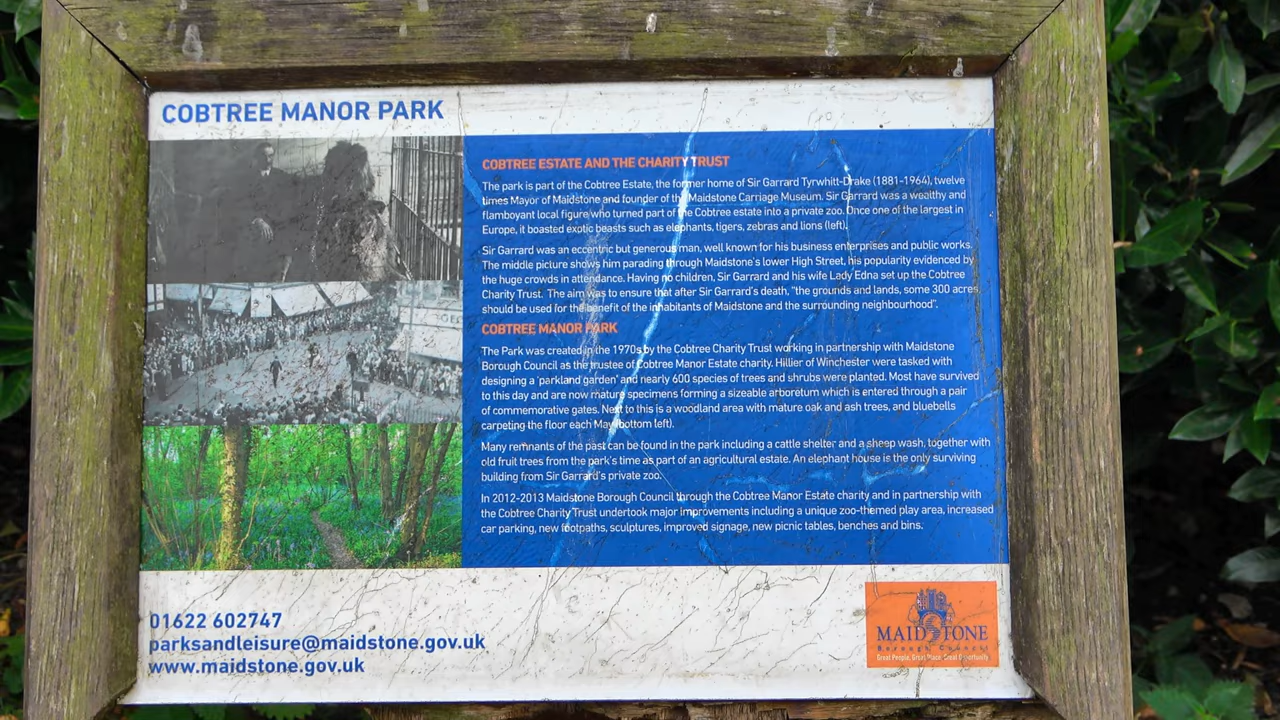 COBTREE MANOR PARK
COBTREE ESTATE AND THE CHARITY TRUST
The park is part of the Cobtree Estate, the former home of Sir Garrard Tyrwhitt-Drake (1881-1964), twelve
times Mayor of Maidstone and founder of the Maidstone Carriage Museum. Sir Garrard was a wealthy and
flamboyant local figure who turned part of the Cobtree estate into a private zoo. Once one of the largest in
Europe, it boasted exotic beasts such as elephants, tigers, zebras and lions (left).
Sir Garrard was an eccentric but generous man, well known for his business enterprises and public works.
The middle picture shows him parading through Maidstone's lower High Street, his popularity evidenced by
the huge crowds in attendance. Having no children, Sir Garrard and his wife Lady Edna set up the Cobtree
Charity Trust. The aim was to ensure that after Sir Garrard's death, "the grounds and lands, some 300 acres,
should be used for the benefit of the inhabitants of Maidstone and the surrounding neighbourhood".
COBTREE MANOR PARK
The Park was created in the 1970s by the Cobtree Charity Trust working in partnership with Maidstone
Borough Council as the trustee of Cobtree Manor Estate charity. Hillier of Winchester were tasked with
designing a 'parkland garden' and nearly 600 species of trees and shrubs were planted. Most have survived
to this day and are now mature specimens forming a sizeable arboretum which is entered through a pair
of commemorative gates. Next to this is a woodland area with mature oak and ash trees, and bluebells
carpeting the floor each May (bottom left).
Many remnants of the past can be found in the park including a cattle shelter and a sheep wash, together with
old fruit trees from the park's time as part of an agricultural estate. An elephant house is the only surviving
building from Sir Garrard's private zoo.
In 2012-2013 Maidstone Borough Council through the Cobtree Manor Estate charity and in partnership with
the Cobtree Charity Trust undertook major improvements including a unique zoo-themed play area, increased
car parking, new footpaths, sculptures, improved signage, new picnic tables, benches and bins.
01622 602747
parksandleisure@maidstone.gov.uk
www.maidstone.gov.uk
MAIDSTONE
Borough Council
Great People, Great Place, Great Opportunity